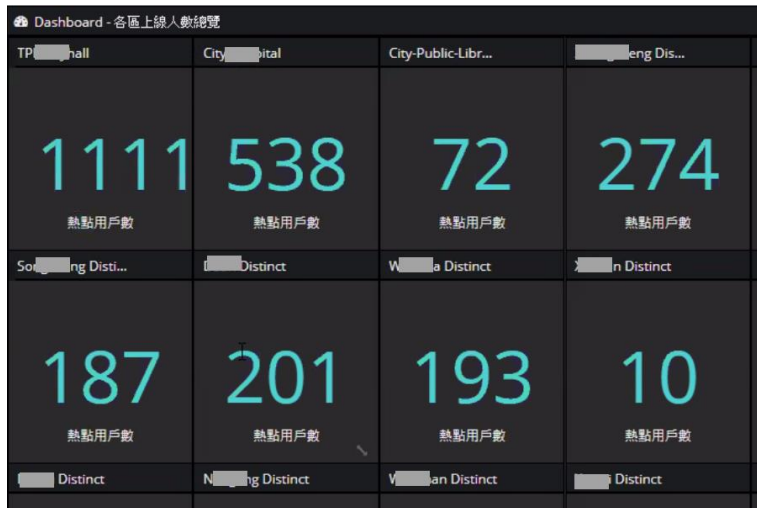 Dashboard - 各區上線人數總覽
hall City ital City-Public-Libr... eng Dis...
1111 538 72 274
熱點用戶數 熱點用戶數 熱點用戶數 熱點用戶數
ng Disti... Distinct a Distinct n Distinct
187 201 193 10
熱點用戶數 熱點用戶數 熱點用戶數 熱點用戶數
Distinct ng Distinct an Distinct i Distinct